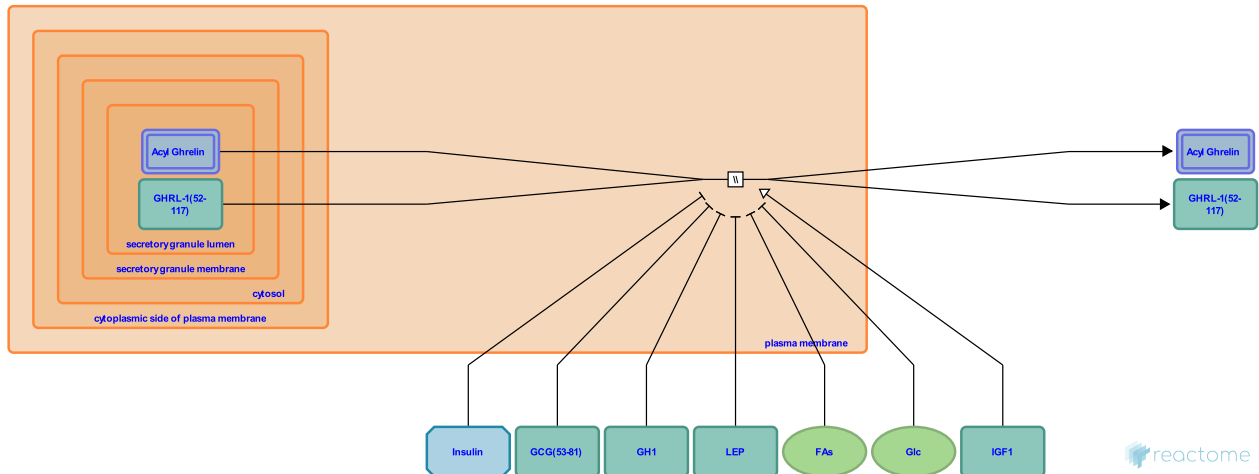 Acyl Ghrelin
GHRL-1(52-
117)
secretory granule lumen
secretory granule membrane
cytosol
cytoplasmic side of plasma membrane
plasma membrane
\\
Acyl Ghrelin
GHRL-1(52-
117)
Insulin
GCG(53-81)
GH1
LEP
FAs
Glc
IGF1
reactome